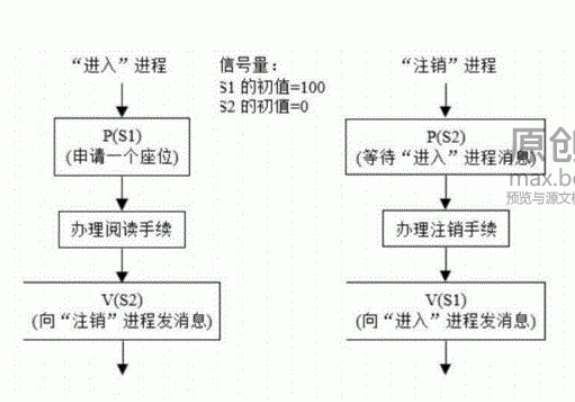 “进入”进程
信号量：
S1 的初值=100
S2 的初值=0
“注销”进程
P(S1)
(申请一个座位)
办理阅读手续
V(S2)
(向“注销”进程发消息)
P(S2)
(等待“进入”进程消息)
办理注销手续
V(S1)
(向“进入”进程发消息)
原创
max.bo
预览与源文档